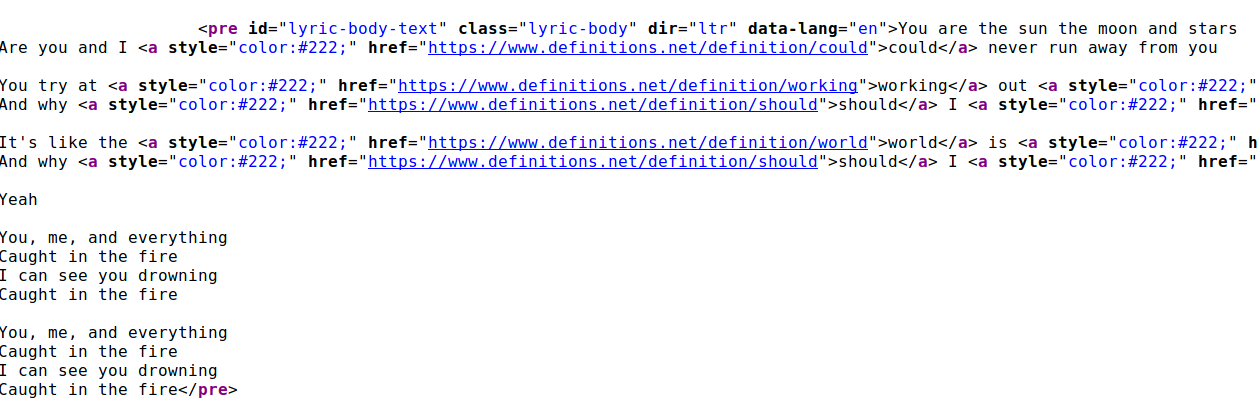 <pre id="lyric-body-text" class="lyric-body" dir="ltr" data-lang="en">You are the sun the moon and stars
Are you and I <a style="color:#222;" href="https://www.definitions.net/definition/could">could</a> never run away from you
You try at <a style="color:#222;" href="https://www.definitions.net/definition/working">working</a> out <a style="color:#222;"
And why <a style="color:#222;" href="https://www.definitions.net/definition/should">should</a> I <a style="color:#222;" href="
It's like the <a style="color:#222;" href="https://www.definitions.net/definition/world">world</a> is <a style="color:#222;" h
And why <a style="color:#222;" href="https://www.definitions.net/definition/should">should</a> I <a style="color:#222;" href="
Yeah
You, me, and everything
Caught in the fire
I can see you drowning
Caught in the fire
You, me, and everything
Caught in the fire
I can see you drowning
Caught in the fire</pre>